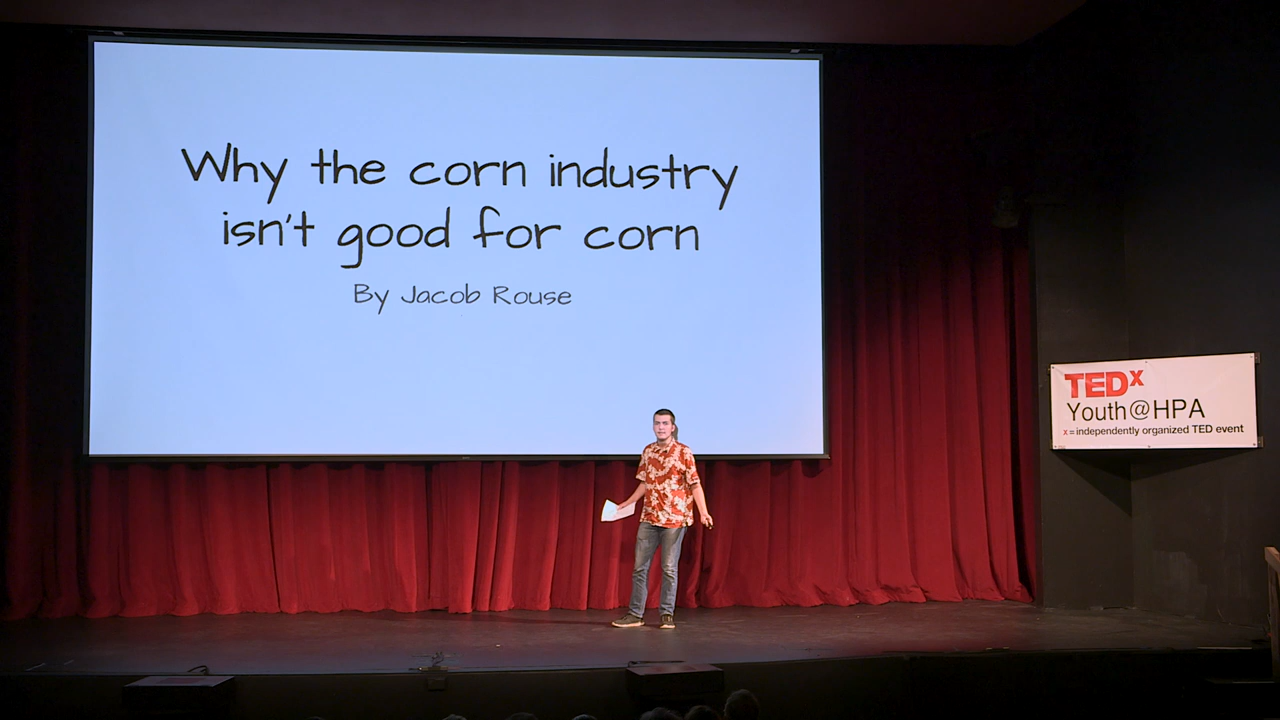 Why the corn industry
isn't good for corn
By Jacob Rouse
TEDx
Youth@HPA
x = independently organized TED event